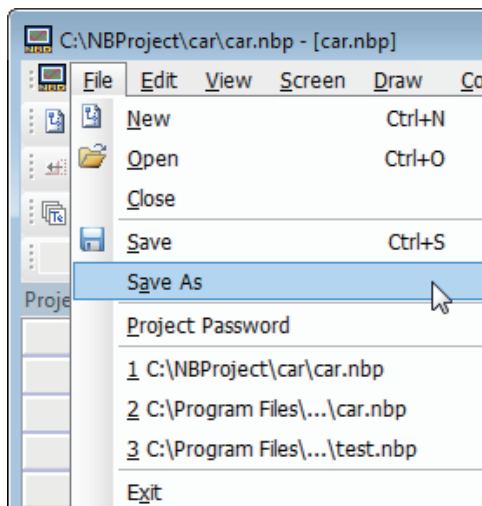 C:\NBProject\car\car.nbp - [car.nbp]
File Edit View Screen Draw Co
New Ctrl+N
Open Ctrl+O
Close
Save Ctrl+S
Save As
Proje
Project Password
1 C:\NBProject\car\car.nbp
2 C:\Program Files\...\car.nbp
3 C:\Program Files\...\test.nbp
Exit